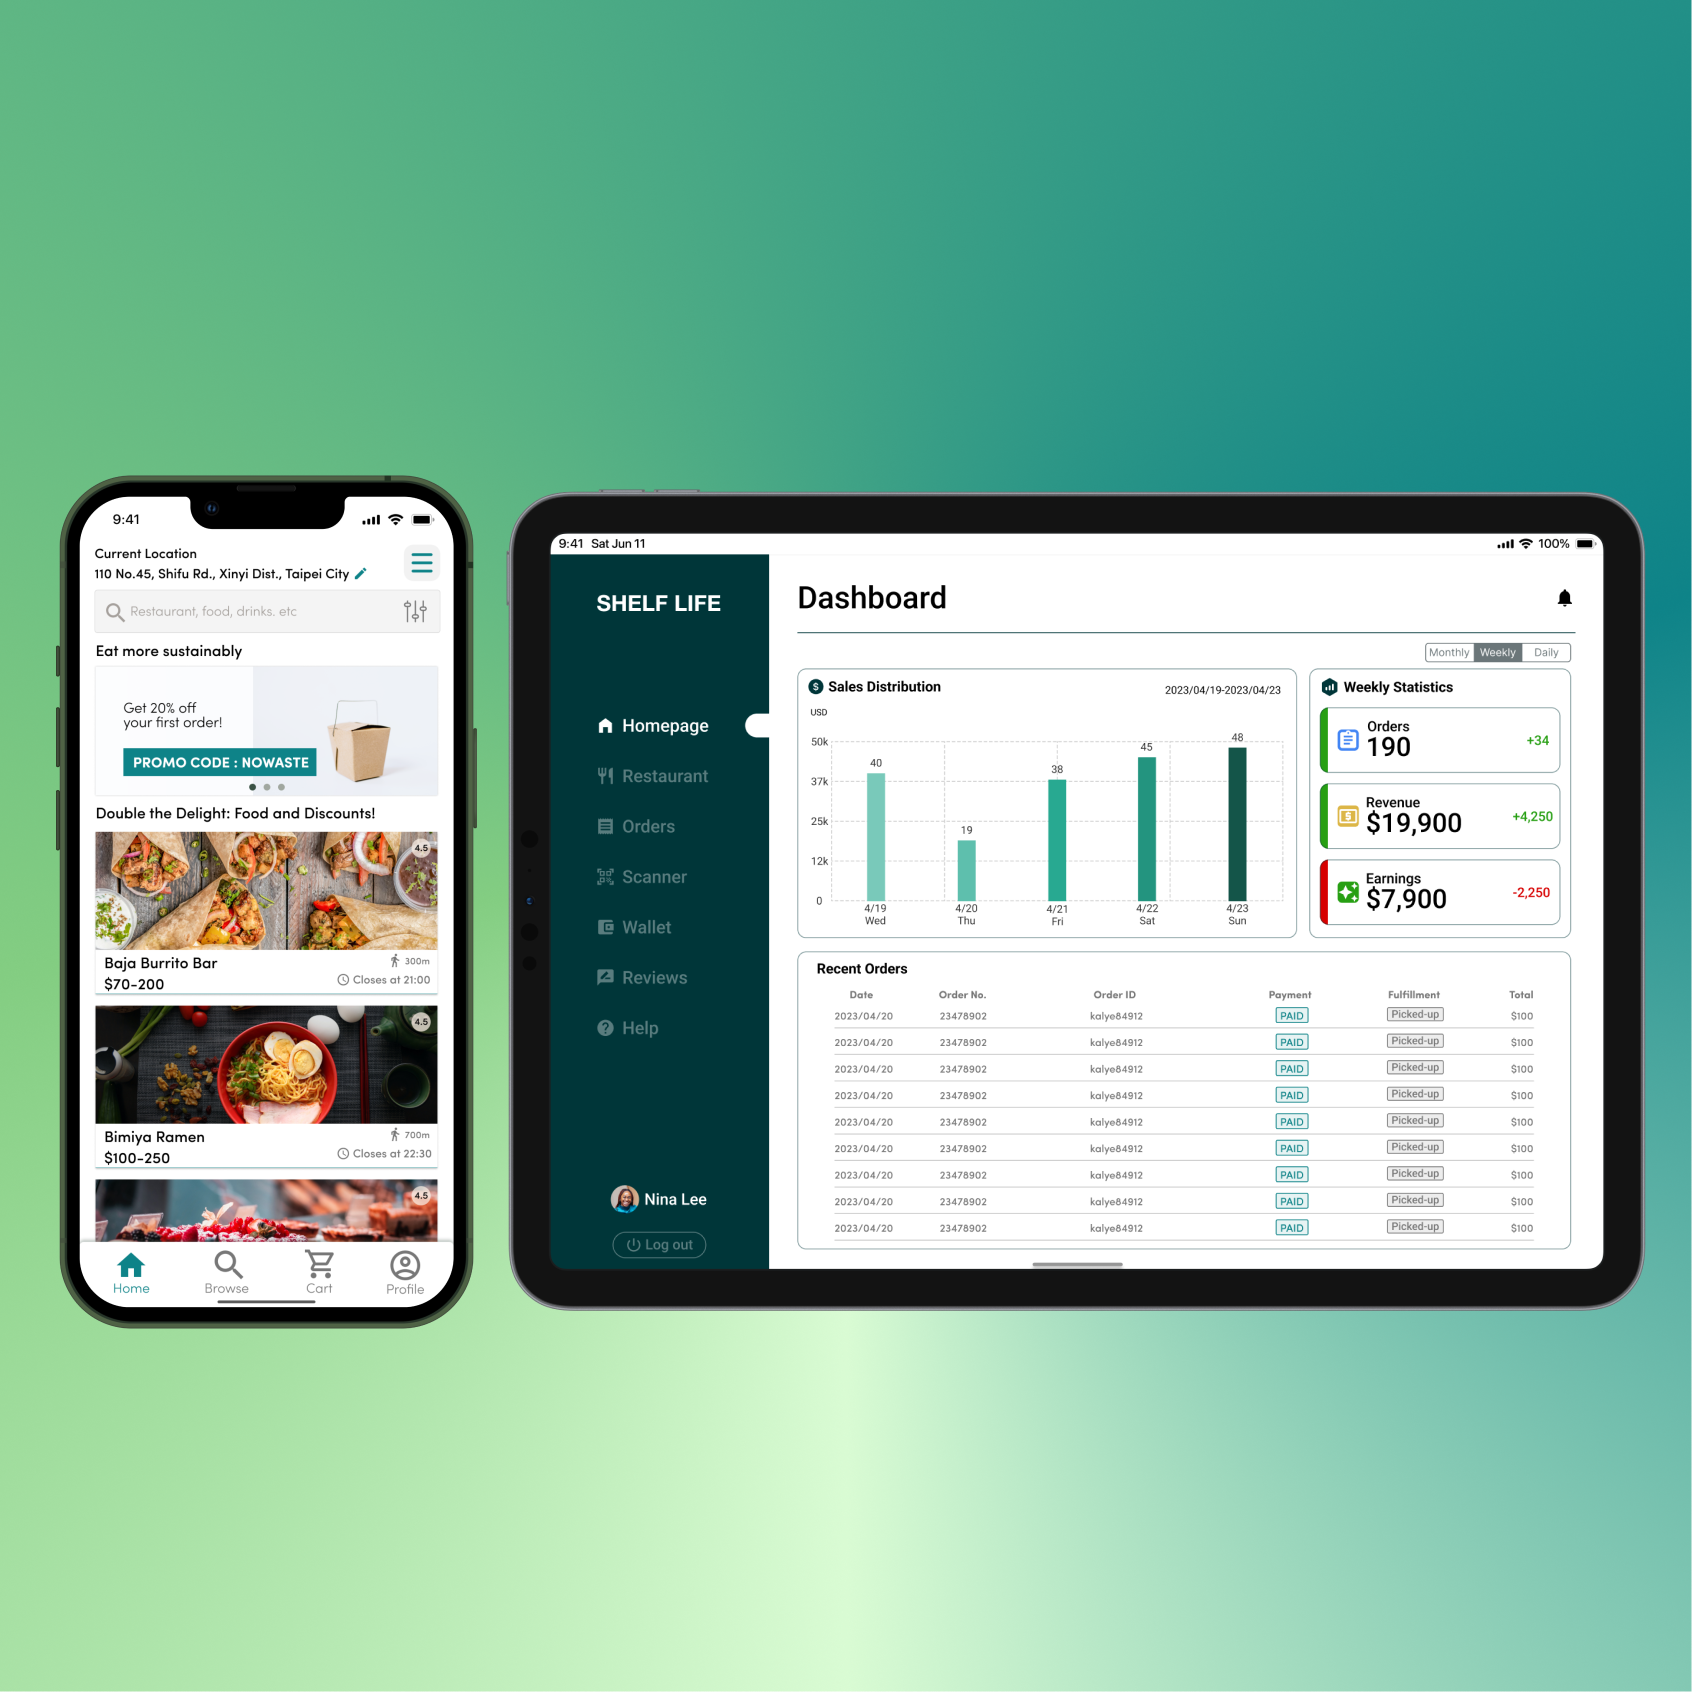 9:41
Current Location
110 No.45, Shifu Rd., Xinyi Dist., Taipei City
Restaurant, food, drinks. etc
Eat more sustainably
Get 20% off
your first order!
PROMO CODE : NOWASTE
Double the Delight: Food and Discounts!
4.5
Baja Burrito Bar
300m
$70-200
Closes at 21:00
4.5
Bimiya Ramen
700m
$100-250
Closes at 22:30
4.5
Home
Browse
Cart
Profile
9:41 Sat Jun 11
100%
SHELF LIFE
Homepage
Restaurant
Orders
Scanner
Wallet
Reviews
Help
Nina Lee
Log out
Dashboard
Monthly Weekly Daily
Sales Distribution
2023/04/19-2023/04/23
USD
50k
37k
25k
12k
0
40
19
38
45
48
4/19 4/20 4/21 4/22 4/23
Wed Thu Fri Sat Sun
Weekly Statistics
Orders
190
+34
Revenue
$19,900
+4,250
Earnings
$7,900
-2,250
Recent Orders
Date Order No. Order ID Payment Fulfillment Total
2023/04/20 23478902 kalye84912 PAID Picked-up $100
2023/04/20 23478902 kalye84912 PAID Picked-up $100
2023/04/20 23478902 kalye84912 PAID Picked-up $100
2023/04/20 23478902 kalye84912 PAID Picked-up $100
2023/04/20 23478902 kalye84912 PAID Picked-up $100
2023/04/20 23478902 kalye84912 PAID Picked-up $100
2023/04/20 23478902 kalye84912 PAID Picked-up $100
2023/04/20 23478902 kalye84912 PAID Picked-up $100
2023/04/20 23478902 kalye84912 PAID Picked-up $100